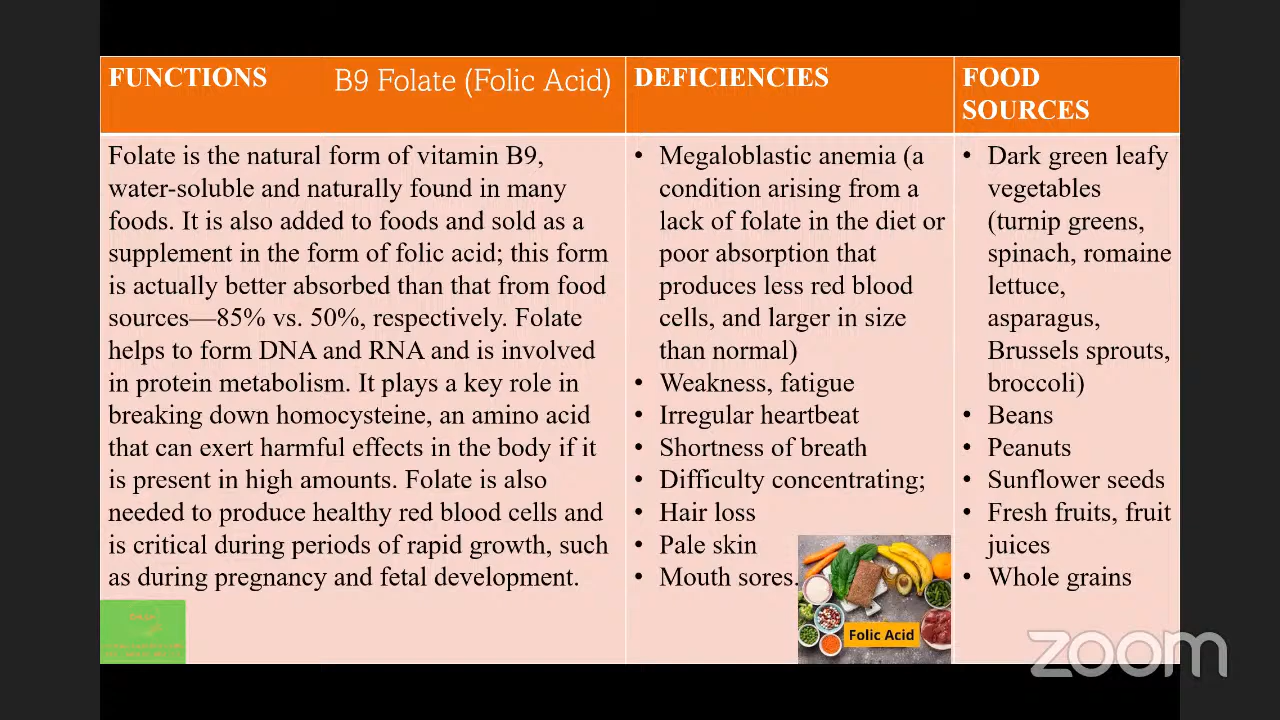 FUNCTIONS
B9 Folate (Folic Acid)
Folate is the natural form of vitamin B9,
water-soluble and naturally found in many
foods. It is also added to foods and sold as a
supplement in the form of folic acid; this form
is actually better absorbed than that from food
sources—85% vs. 50%, respectively. Folate
helps to form DNA and RNA and is involved
in protein metabolism. It plays a key role in
breaking down homocysteine, an amino acid
that can exert harmful effects in the body if it
is present in high amounts. Folate is also
needed to produce healthy red blood cells and
is critical during periods of rapid growth, such
as during pregnancy and fetal development.
DEFICIENCIES
• Megaloblastic anemia (a
condition arising from a
lack of folate in the diet or
poor absorption that
produces less red blood
cells, and larger in size
than normal)
• Weakness, fatigue
• Irregular heartbeat
• Shortness of breath
• Difficulty concentrating;
• Hair loss
• Pale skin
• Mouth sores.
Folic Acid
FOOD
SOURCES
• Dark green leafy
vegetables
(turnip greens,
spinach, romaine
lettuce,
asparagus,
Brussels sprouts,
broccoli)
• Beans
• Peanuts
• Sunflower seeds
• Fresh fruits, fruit
juices
• Whole grains
zoom